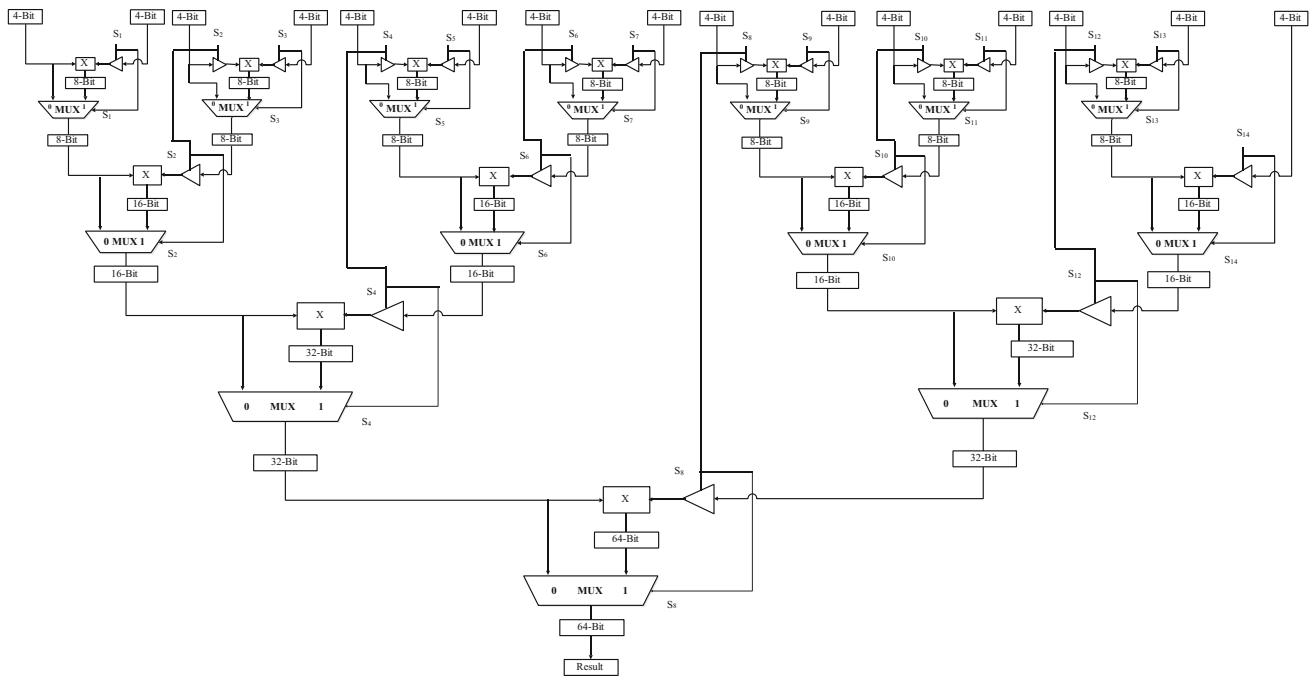 4-Bit 4-Bit 4-Bit 4-Bit 4-Bit 4-Bit 4-Bit 4-Bit 4-Bit 4-Bit 4-Bit 4-Bit 4-Bit 4-Bit 4-Bit
S1 S2 S3 S4 S5 S6 S7 S8 S9 S10 S11 S12 S13
X X X X X X X
8-Bit 8-Bit 8-Bit 8-Bit 8-Bit 8-Bit 8-Bit
0 MUX 1 0 MUX 1 0 MUX 1 0 MUX 1 0 MUX 1 0 MUX 1 0 MUX 1
S1 S3 S5 S7 S9 S11 S13
8-Bit 8-Bit 8-Bit 8-Bit 8-Bit 8-Bit 8-Bit
S2 S6 S10 S14
X X X X
16-Bit 16-Bit 16-Bit 16-Bit
0 MUX 1 0 MUX 1 0 MUX 1 0 MUX 1
S2 S6 S10 S14
16-Bit 16-Bit 16-Bit 16-Bit
S4 S12
X X
32-Bit 32-Bit
0 MUX 1 0 MUX 1
S4 S12
32-Bit 32-Bit
S8
X
64-Bit
0 MUX 1
S8
64-Bit
Result